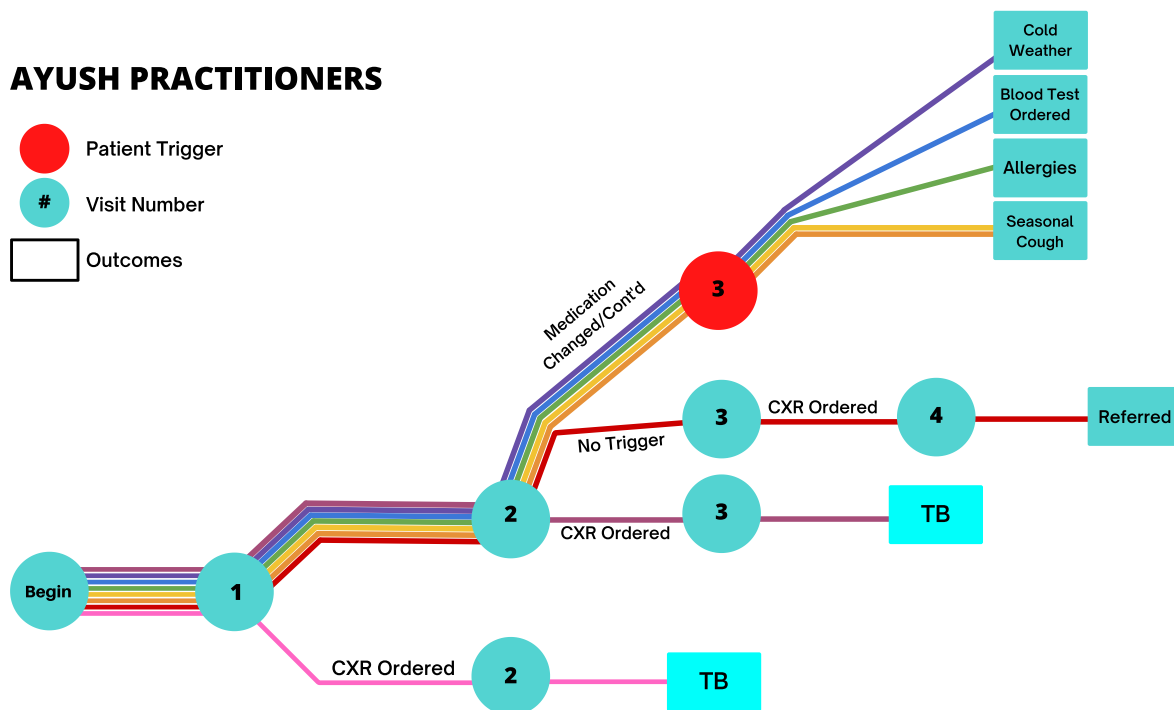 AYUSH PRACTITIONERS
Patient Trigger
#
Visit Number
Outcomes
Cold
Weather
Blood Test
Ordered
Allergies
Seasonal
Cough
3
Medication
Changed/Cont'd
3
CXR Ordered
4
Referred
No Trigger
2
CXR Ordered
3
TB
Begin
1
CXR Ordered
2
TB